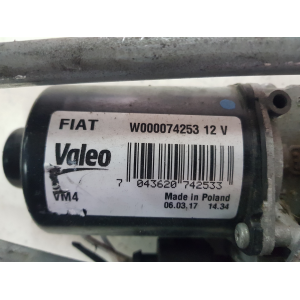 FIAT W000074253 12 V
Valeo
7 043620 742533
VM4
Made in Poland
06.03.17 14.34